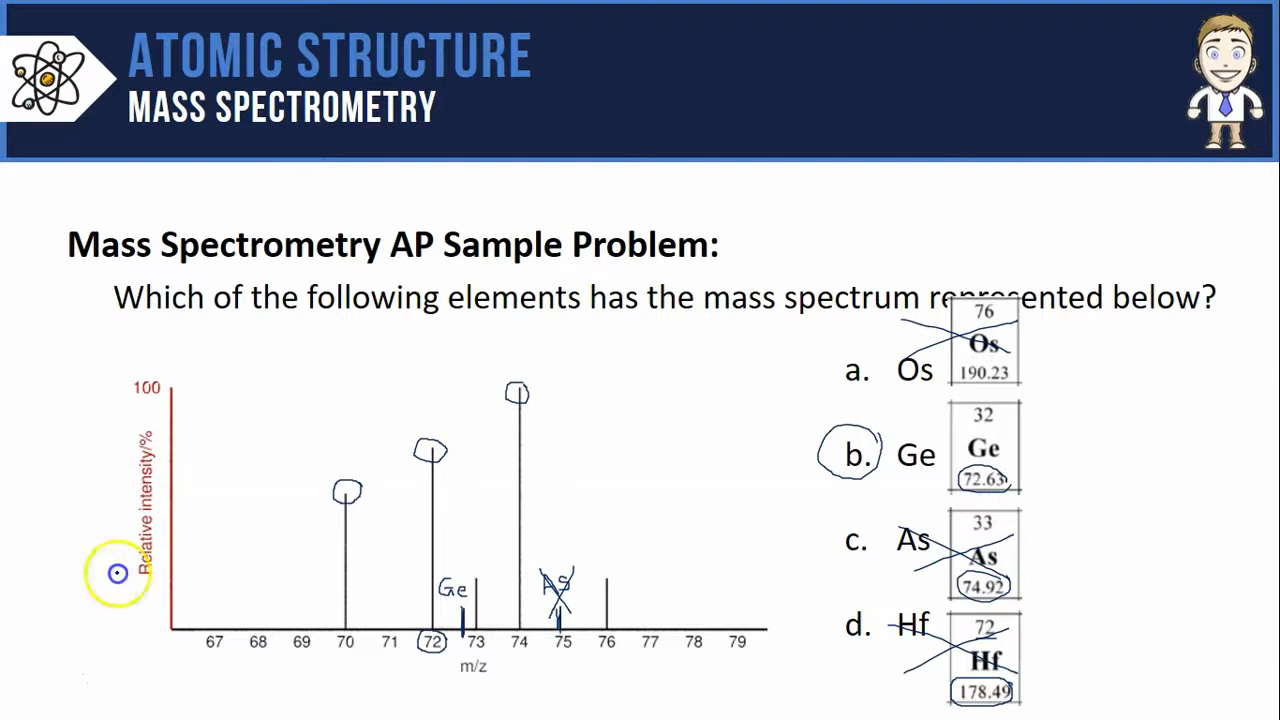 ATOMIC STRUCTURE
MASS SPECTROMETRY
Mass Spectrometry AP Sample Problem:
Which of the following elements has the mass spectrum represented below?
100
Relative intensity/%
Ge
As
67 68 69 70 71 72 73 74 75 76 77 78 79
m/z
a. Os
76
Os
190.23
b. Ge
32
Ge
72.63
c. As
33
As
74.92
d. Hf
72
Hf
178.49